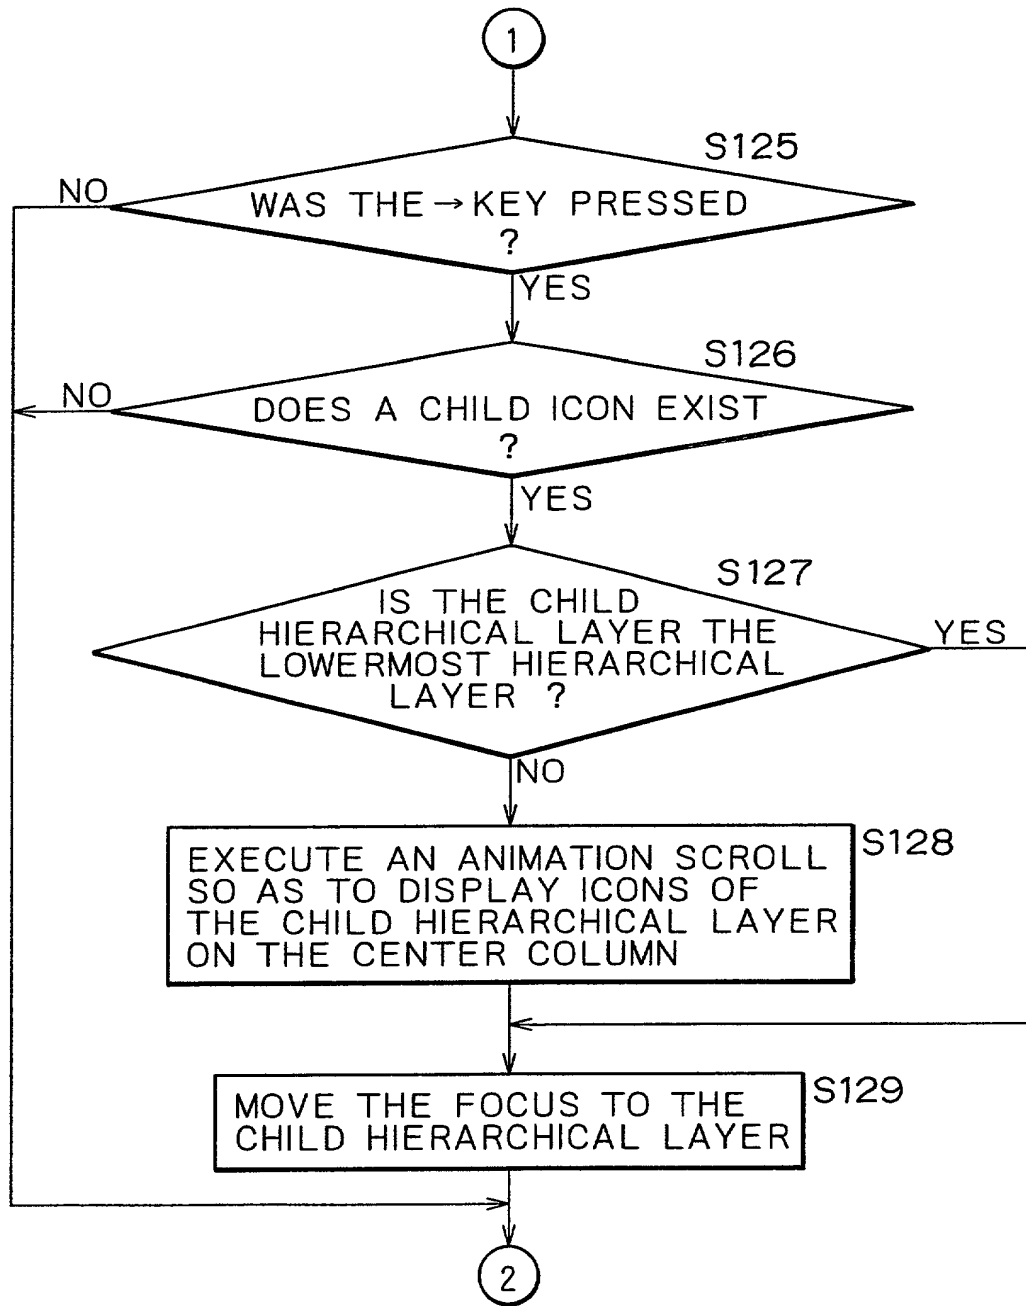 1
S125
NO
WAS THE → KEY PRESSED
?
YES
S126
NO
DOES A CHILD ICON EXIST
?
YES
S127
IS THE CHILD
HIERARCHICAL LAYER THE
LOWERMOST HIERARCHICAL
LAYER ?
YES
NO
S128
EXECUTE AN ANIMATION SCROLL
SO AS TO DISPLAY ICONS OF
THE CHILD HIERARCHICAL LAYER
ON THE CENTER COLUMN
S129
MOVE THE FOCUS TO THE
CHILD HIERARCHICAL LAYER
2